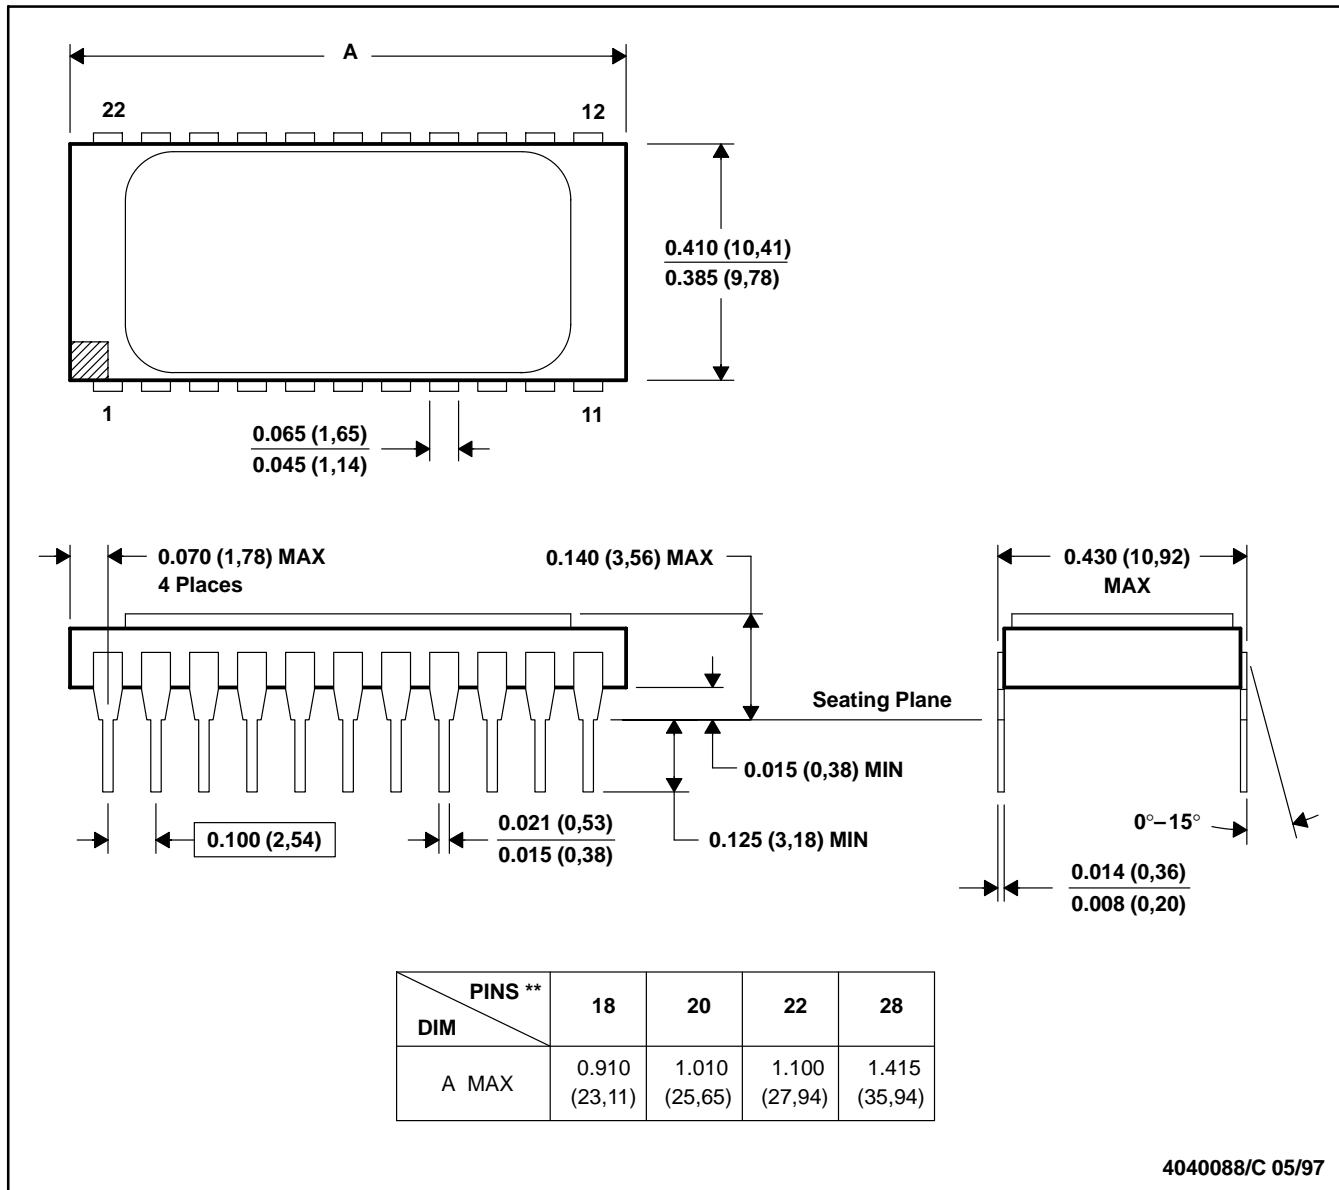 A
22
12
0.410 (10,41)
0.385 (9,78)
1
11
0.065 (1,65)
0.045 (1,14)
0.070 (1,78) MAX
4 Places
0.140 (3,56) MAX
0.430 (10,92)
MAX
Seating Plane
0.015 (0,38) MIN
0.100 (2,54)
0.021 (0,53)
0.015 (0,38)
0.125 (3,18) MIN
0°–15°
0.014 (0,36)
0.008 (0,20)
PINS **
DIM
18
20
22
28
A MAX
0.910
(23,11)
1.010
(25,65)
1.100
(27,94)
1.415
(35,94)
4040088/C 05/97